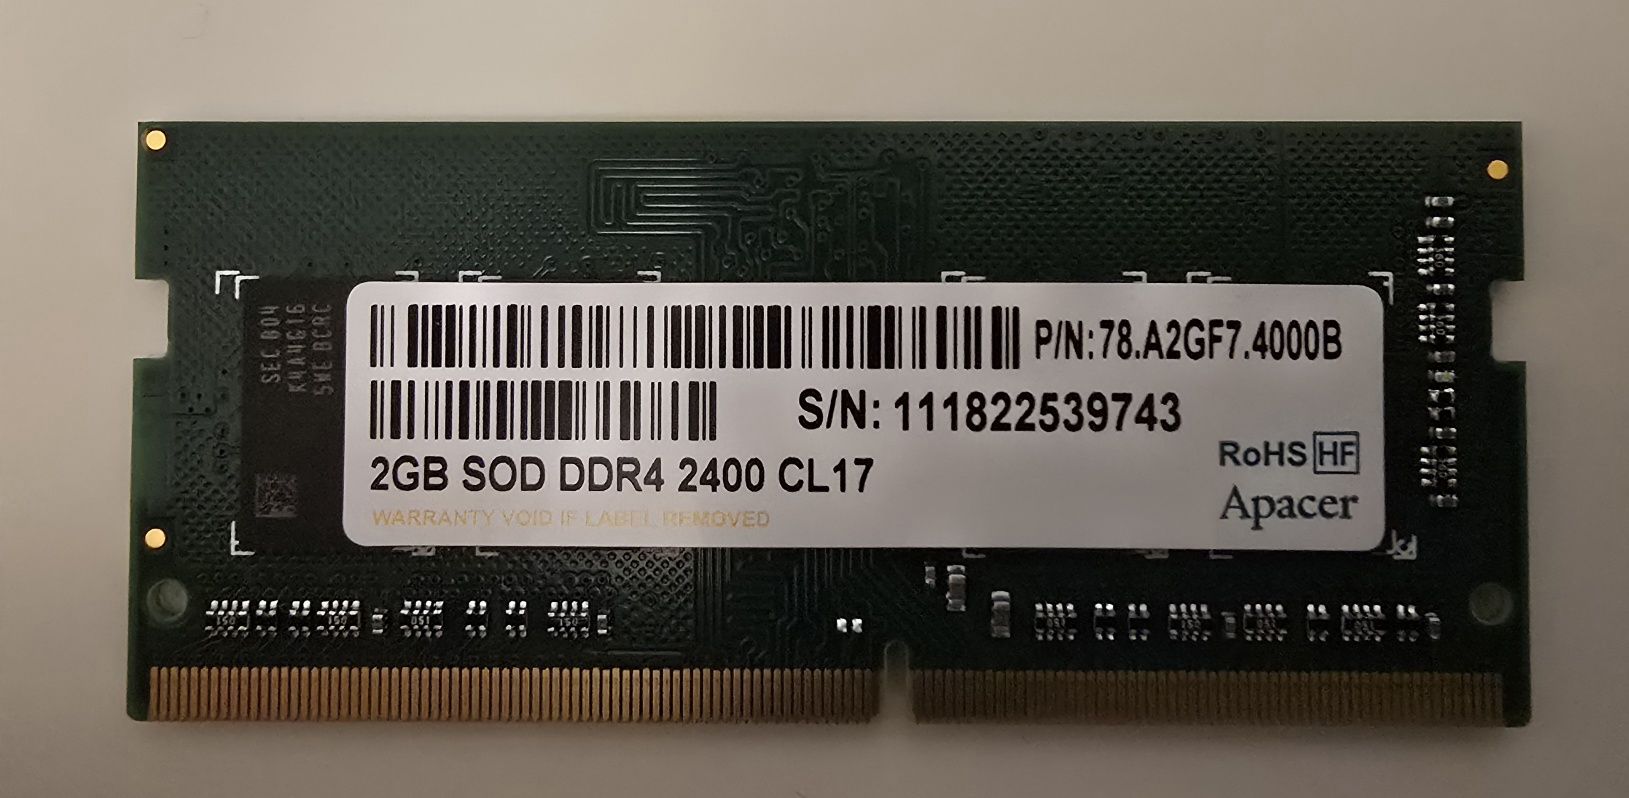 SEC 804
K4A4G16
5WE BCRC
P/N:78.A2GF7.4000B
S/N: 111822539743
2GB SOD DDR4 2400 CL17
RoHS HF
WARRANTY VOID IF LABEL REMOVED
Apacer